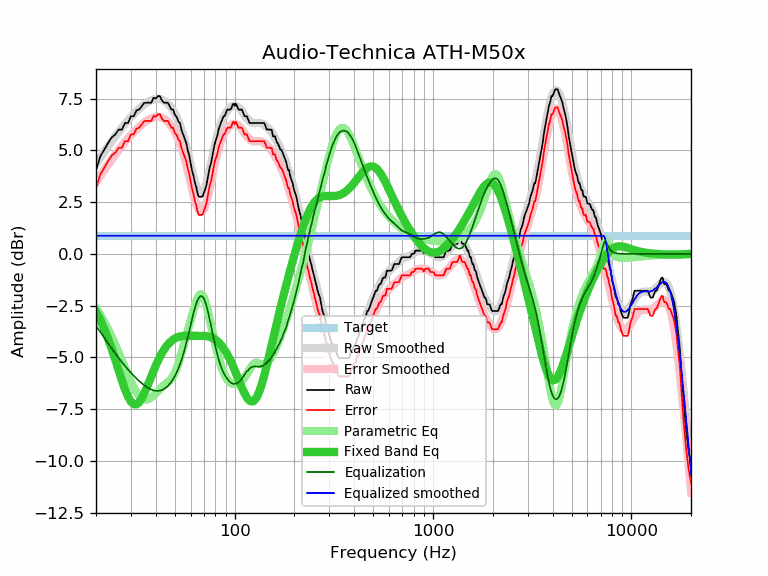 Audio-Technica ATH-M50x
Amplitude (dBr)
7.5
5.0
2.5
0.0
−2.5
−5.0
−7.5
−10.0
−12.5
Target
Raw Smoothed
Error Smoothed
Raw
Error
Parametric Eq
Fixed Band Eq
Equalization
Equalized smoothed
100
1000
10000
Frequency (Hz)